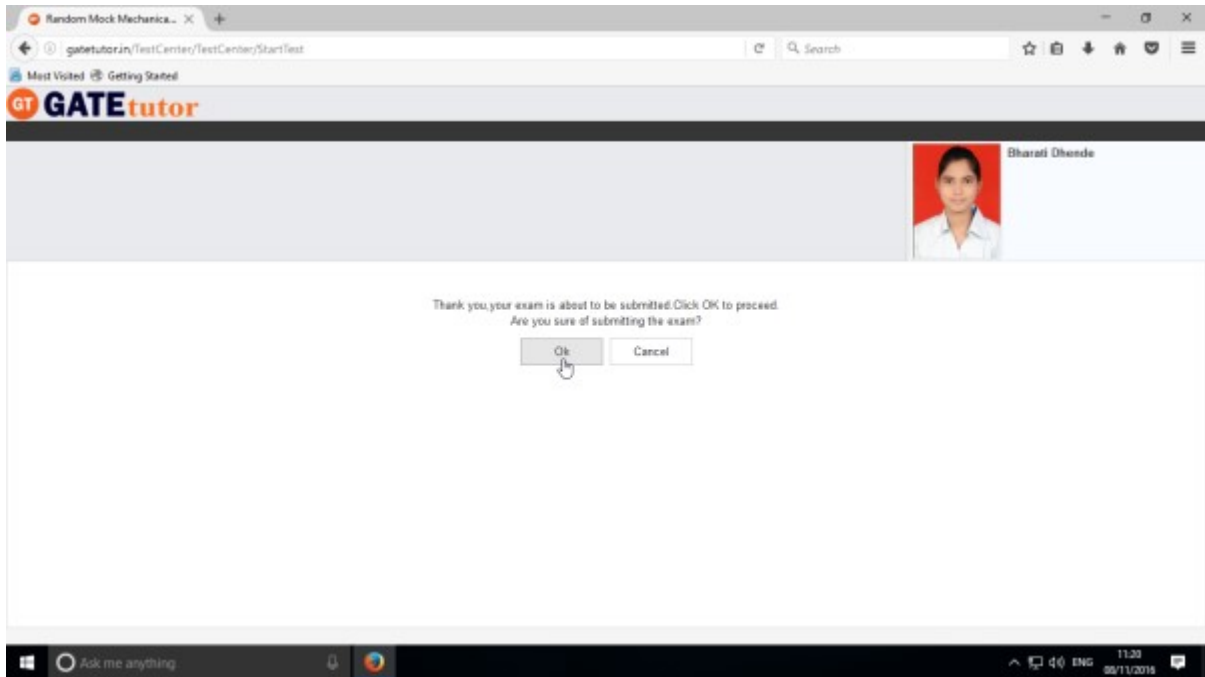 Random Mock Mechanica...
gatetutor.in/TestCenter/TestCenter/StartTest
Search
Most Visited
Getting Started
GT GATEtutor
Bharati Dhende
Thank you,your exam is about to be submitted.Click OK to proceed.
Are you sure of submitting the exam?
Ok
Cancel
Ask me anything
ENG
11:20
08/11/2016